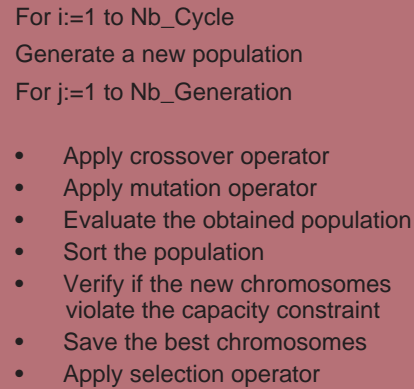 For i:=1 to Nb_Cycle
Generate a new population
For j:=1 to Nb_Generation
• Apply crossover operator
• Apply mutation operator
• Evaluate the obtained population
• Sort the population
• Verify if the new chromosomes
violate the capacity constraint
• Save the best chromosomes
• Apply selection operator